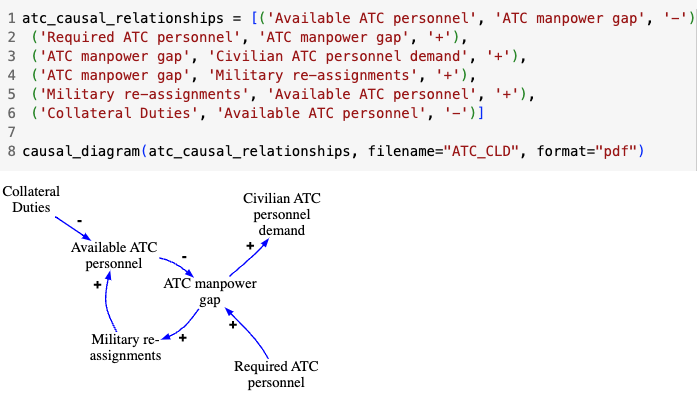 1 atc_causal_relationships = [('Available ATC personnel', 'ATC manpower gap', '-')
2 ('Required ATC personnel', 'ATC manpower gap', '+'),
3 ('ATC manpower gap', 'Civilian ATC personnel demand', '+'),
4 ('ATC manpower gap', 'Military re-assignments', '+'),
5 ('Military re-assignments', 'Available ATC personnel', '+'),
6 ('Collateral Duties', 'Available ATC personnel', '-')]
7
8 causal_diagram(atc_causal_relationships, filename="ATC_CLD", format="pdf")
Collateral
Duties
-
Civilian ATC
personnel
demand
+
Available ATC
personnel
-
+
ATC manpower
gap
Military re-
assignments
+
+
Required ATC
personnel